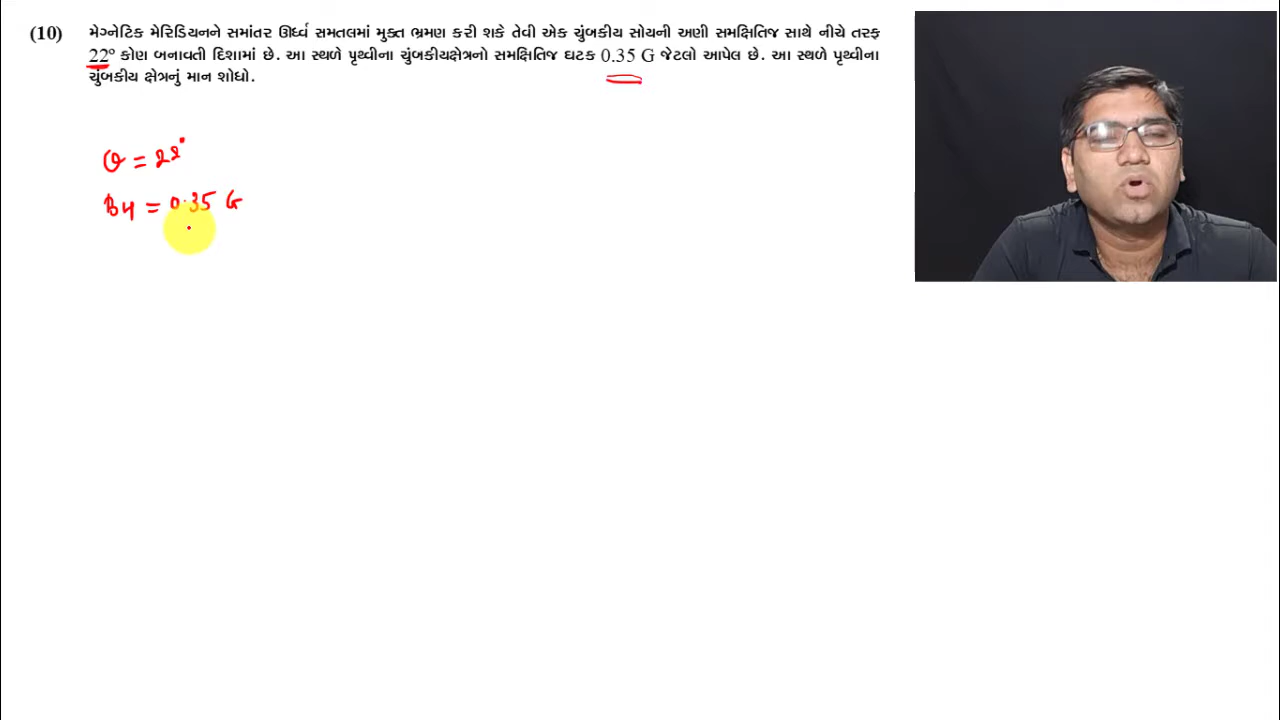 (10) મેગ્નેટિક મેરિડિયનને સમાંતર ઊર્ધ્વ સમતલમાં મુક્ત ભ્રમણ કરી શકે તેવી એક ચુંબકીય સોયની અણી સમક્ષિતિજ સાથે નીચે તરફ
22° કોણ બનાવતી દિશામાં છે. આ સ્થળે પૃથ્વીના ચુંબકીયક્ષેત્રનો સમક્ષિતિજ ઘટક 0.35 G જેટલો આપેલ છે. આ સ્થળે પૃથ્વીના
ચુંબકીય ક્ષેત્રનું માન શોધો.
θ = 22°
BH = 0.35 G